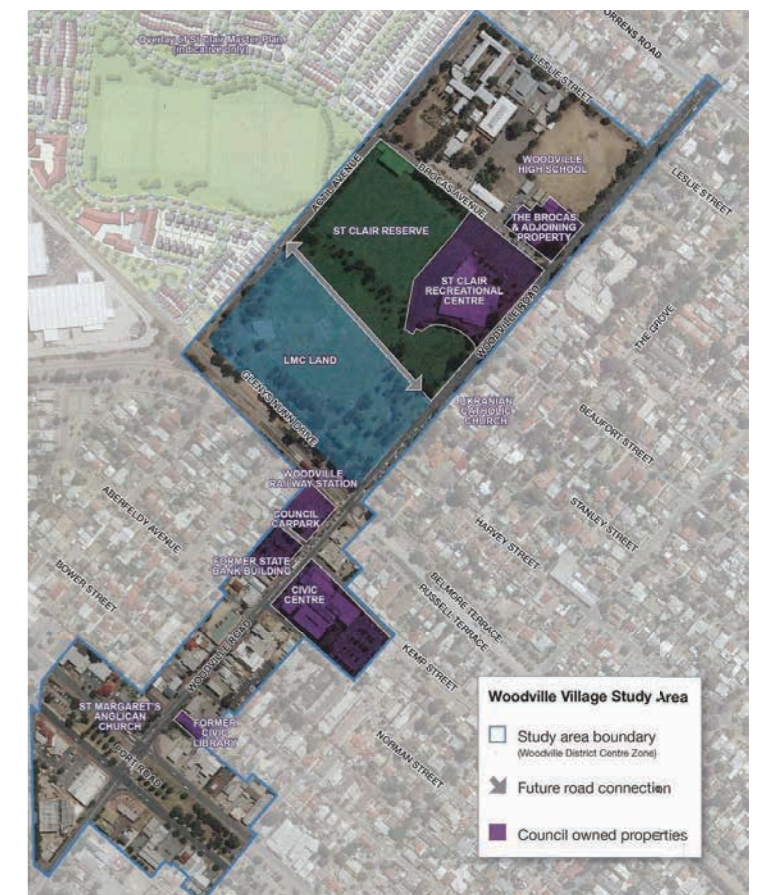 Overlay of St Clair Master Plan
(indicative only)
TORRENS ROAD
LESLIE STREET
WOODVILLE
HIGH SCHOOL
LESLIE STREET
ACTIL AVENUE
BROCAS AVENUE
ST CLAIR RESERVE
THE BROCAS
& ADJOINING
PROPERTY
ST CLAIR
RECREATIONAL
CENTRE
WOODVILLE ROAD
THE GROVE
LMC LAND
GLENYS NUNN DRIVE
UKRANIAN
CATHOLIC
CHURCH
BEAUFORT STREET
WOODVILLE
RAILWAY STATION
COUNCIL
CARPARK
STANLEY STREET
HARVEY STREET
ABERFELDY AVENUE
FORMER STATE
BANK BUILDING
BOWER STREET
CIVIC
CENTRE
BELMORE TERRACE
RUSSELL TERRACE
KEMP STREET
WOODVILLE ROAD
ST MARGARET'S
ANGLICAN
CHURCH
FORMER
CIVIC
LIBRARY
PORT ROAD
NORMAN STREET
Woodville Village Study Area
Study area boundary
(Woodville District Centre Zone)
Future road connection
Council owned properties